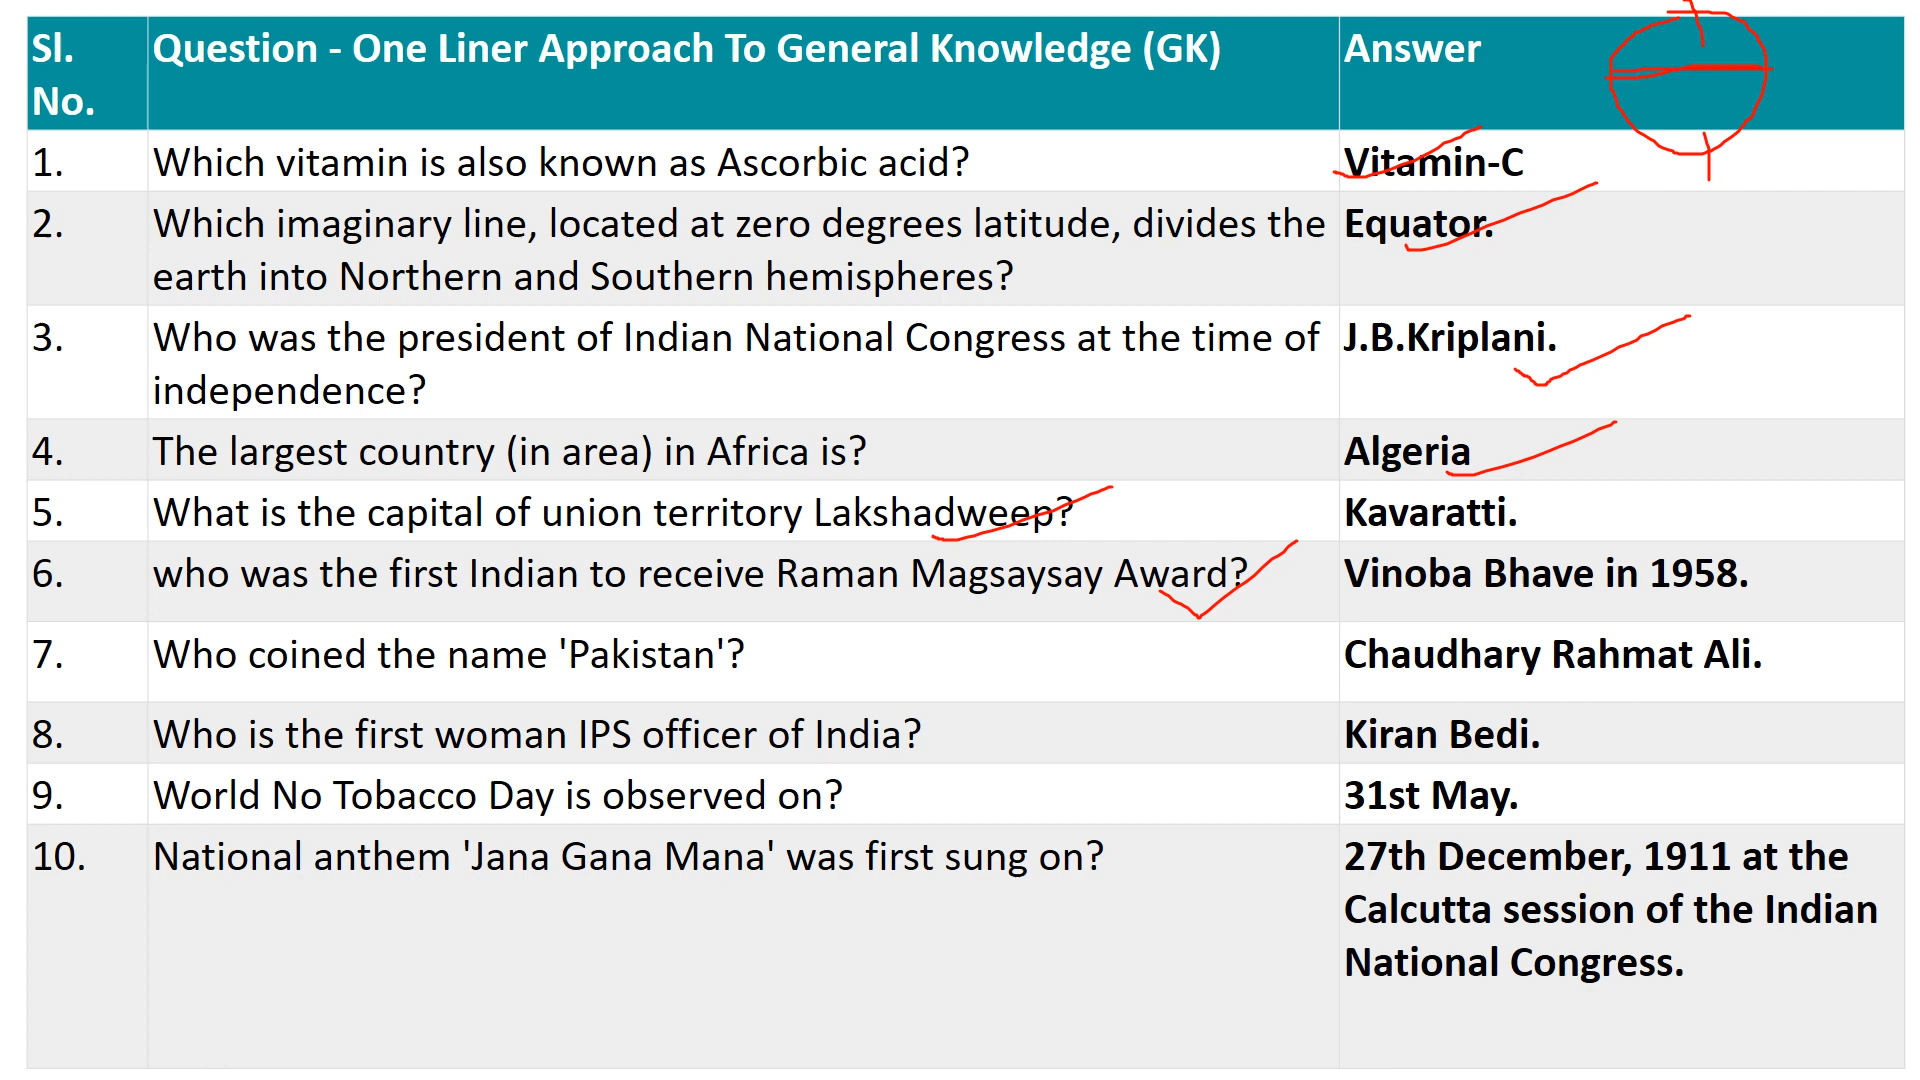 Sl. Question - One Liner Approach To General Knowledge (GK) Answer
No.
1. Which vitamin is also known as Ascorbic acid? Vitamin-C
2. Which imaginary line, located at zero degrees latitude, divides the Equator.
earth into Northern and Southern hemispheres?
3. Who was the president of Indian National Congress at the time of J.B.Kriplani.
independence?
4. The largest country (in area) in Africa is? Algeria
5. What is the capital of union territory Lakshadweep? Kavaratti.
6. who was the first Indian to receive Raman Magsaysay Award? Vinoba Bhave in 1958.
7. Who coined the name 'Pakistan'? Chaudhary Rahmat Ali.
8. Who is the first woman IPS officer of India? Kiran Bedi.
9. World No Tobacco Day is observed on? 31st May.
10. National anthem 'Jana Gana Mana' was first sung on? 27th December, 1911 at the
Calcutta session of the Indian
National Congress.